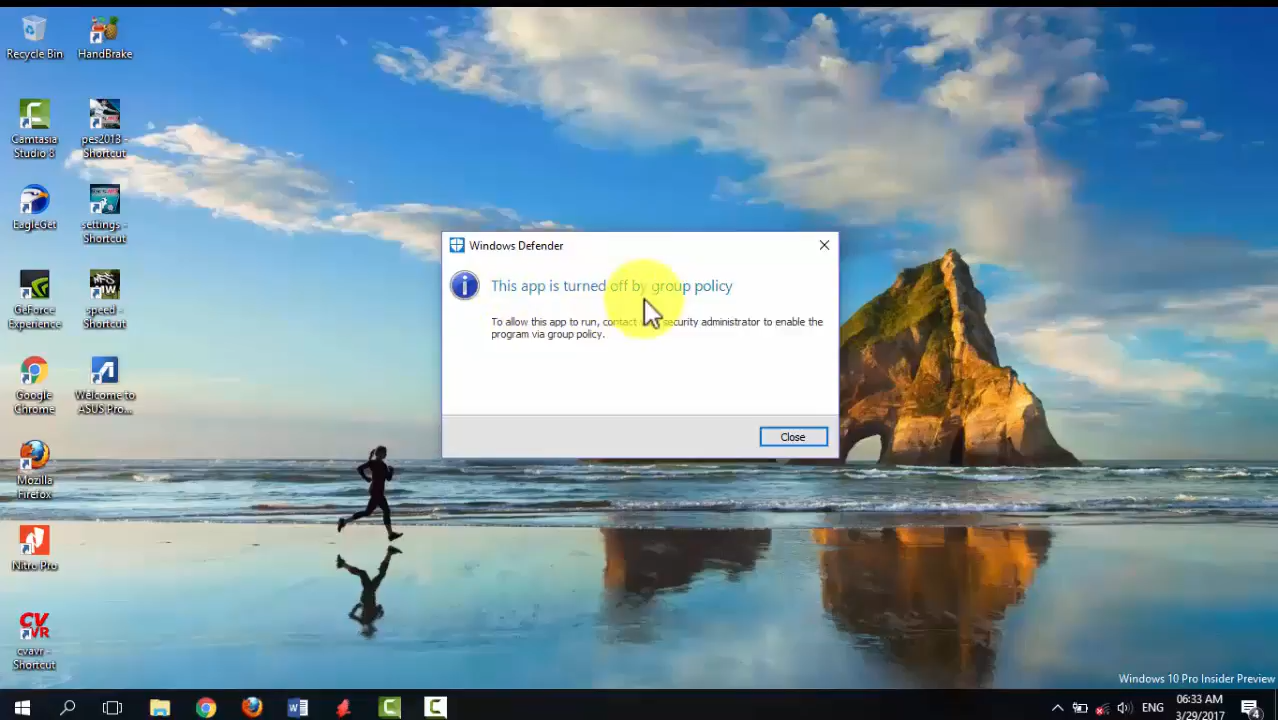 Recycle Bin
HandBrake
Camtasia
Studio 8
pes2013 -
Shortcut
EagleGet
settings -
Shortcut
GeForce
Experience
speed -
Shortcut
Google
Chrome
Welcome to
ASUS Pro...
Mozilla
Firefox
Nitro Pro
CV
VR
cvavr -
Shortcut
Windows Defender
This app is turned off by group policy
To allow this app to run, contact security administrator to enable the
program via group policy.
Close
Windows 10 Pro Insider Preview
ENG
06:33 AM
3/29/2017
4